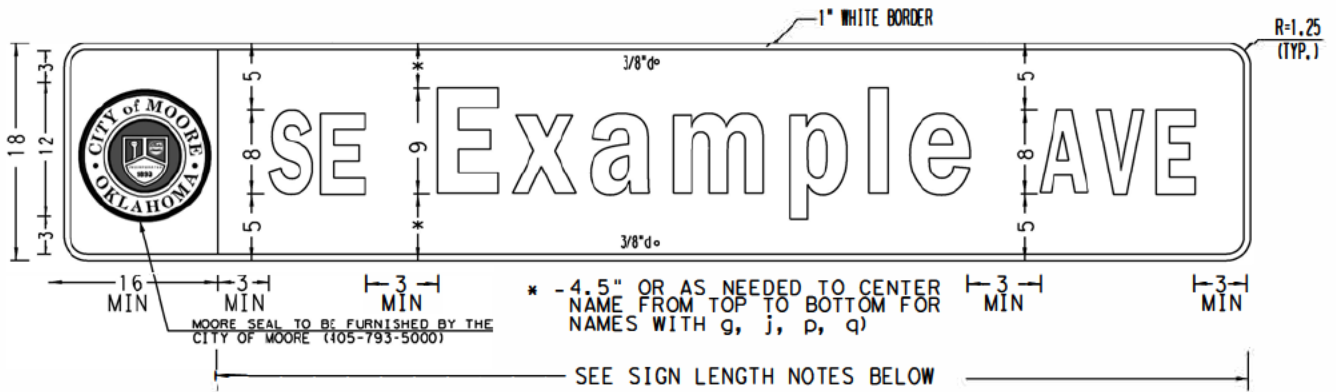 1" WHITE BORDER
R=1.25
(TYP.)
3/8"d
18
3
12
3
CITY of MOORE
OKLAHOMA
1893
5
8
5
SE
*
9
*
Example
5
8
5
AVE
3/8"d
16
MIN
3
MIN
3
MIN
3
MIN
3
MIN
* -4.5" OR AS NEEDED TO CENTER
NAME FROM TOP TO BOTTOM FOR
NAMES WITH g, j, p, q)
MOORE SEAL TO BE FURNISHED BY THE
CITY OF MOORE (405-793-5000)
SEE SIGN LENGTH NOTES BELOW